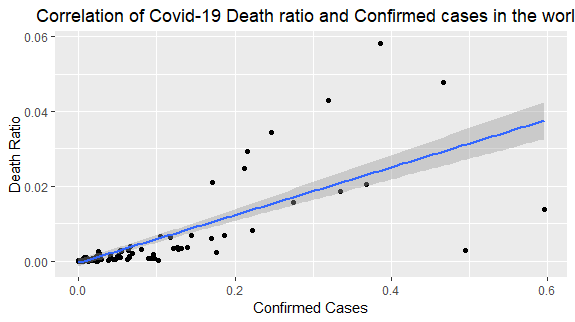 Correlation of Covid-19 Death ratio and Confirmed cases in the worl
0.06
0.04
0.02
0.00
Death Ratio
0.0 0.2 0.4 0.6
Confirmed Cases